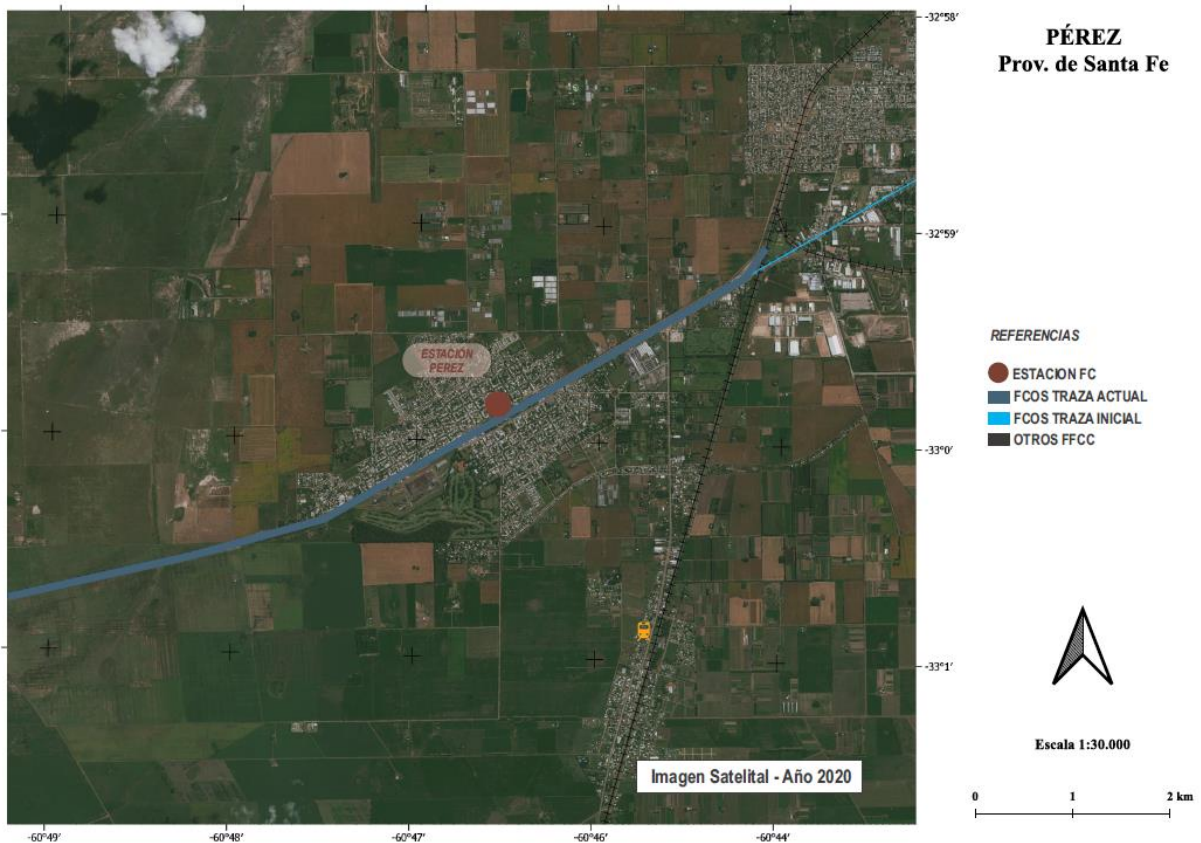 PÉREZ
Prov. de Santa Fe
-32°58'
-32°59'
-33°0'
-33°1'
ESTACIÓN
PEREZ
REFERENCIAS
ESTACION FC
FCOS TRAZA ACTUAL
FCOS TRAZA INICIAL
OTROS FFCC
Escala 1:30.000
0 1 2 km
Imagen Satelital - Año 2020
-60°49' -60°48' -60°47' -60°46' -60°44'